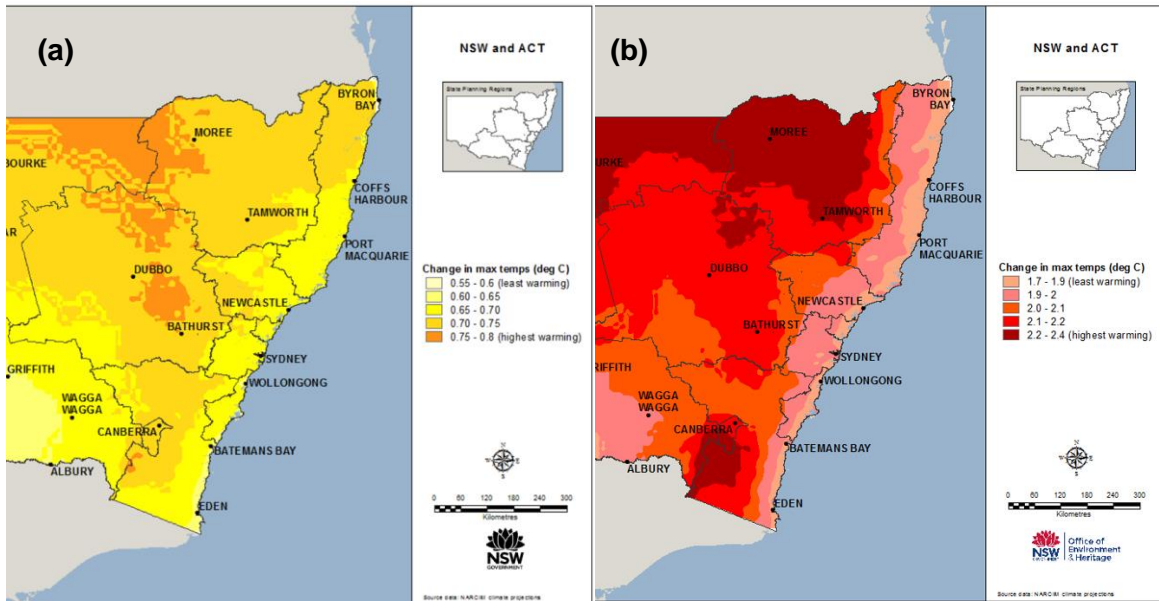 (a)
NSW and ACT
State Planning Regions
BYRON
BAY
MOREE
BOURKE
COFFS
HARBOUR
TAMWORTH
AR
PORT
MACQUARIE
DUBBO
Change in max temps (deg C)
0.55 - 0.6 (least warming)
0.60 - 0.65
0.65 - 0.70
0.70 - 0.75
0.75 - 0.8 (highest warming)
NEWCASTLE
BATHURST
SYDNEY
GRIFFITH
WOLLONGONG
WAGGA
WAGGA
CANBERRA
BATEMANS BAY
ALBURY
EDEN
0 30 60 120 180 240 300
Kilometres
NSW
GOVERNMENT
Source data: NARCliM climate projections
(b)
NSW and ACT
State Planning Regions
BYRON
BAY
MOREE
URKE
COFFS
HARBOUR
TAMWORTH
PORT
MACQUARIE
DUBBO
Change in max temps (deg C)
1.7 - 1.9 (least warming)
1.9 - 2
2.0 - 2.1
2.1 - 2.2
2.2 - 2.4 (highest warming)
NEWCASTLE
BATHURST
SYDNEY
RIFFITH
WOLLONGONG
WAGGA
WAGGA
CANBERRA
BATEMANS BAY
ALBURY
EDEN
0 30 60 120 180 240 300
Kilometres
NSW
GOVERNMENT
Office of
Environment
& Heritage
Source data: NARCliM climate projections